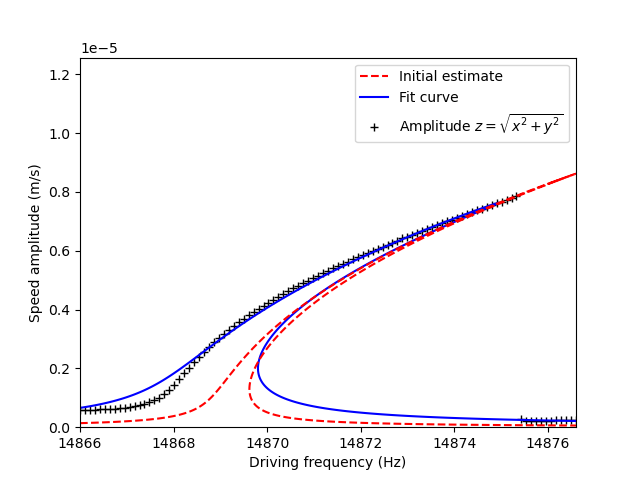 1e−5
Initial estimate
Fit curve
Amplitude z = √x² + y²
1.2
1.0
0.8
0.6
0.4
0.2
0.0
Speed amplitude (m/s)
14866 14868 14870 14872 14874 14876
Driving frequency (Hz)